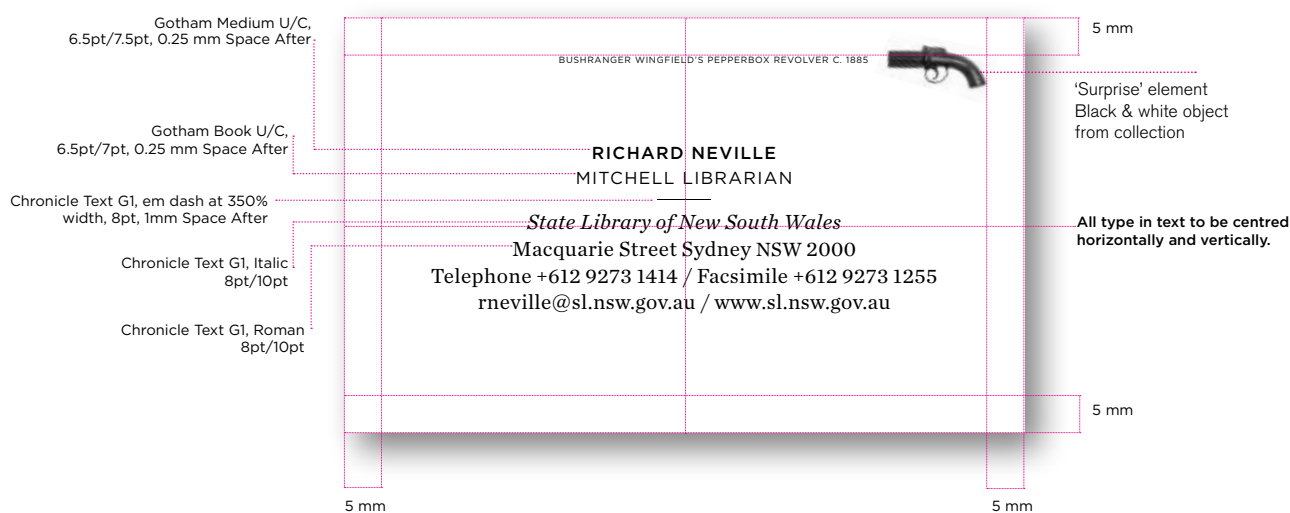 Gotham Medium U/C,
6.5pt/7.5pt, 0.25 mm Space After
5 mm
BUSHRANGER WINGFIELD'S PEPPERBOX REVOLVER C. 1885
‘Surprise’ element
Black & white object
from collection
Gotham Book U/C,
6.5pt/7pt, 0.25 mm Space After
RICHARD NEVILLE
MITCHELL LIBRARIAN
Chronicle Text G1, em dash at 350%
width, 8pt, 1mm Space After
—
State Library of New South Wales
All type in text to be centred
horizontally and vertically.
Macquarie Street Sydney NSW 2000
Chronicle Text G1, Italic
8pt/10pt
Telephone +612 9273 1414 / Facsimile +612 9273 1255
rneville@sl.nsw.gov.au / www.sl.nsw.gov.au
Chronicle Text G1, Roman
8pt/10pt
5 mm
5 mm
5 mm